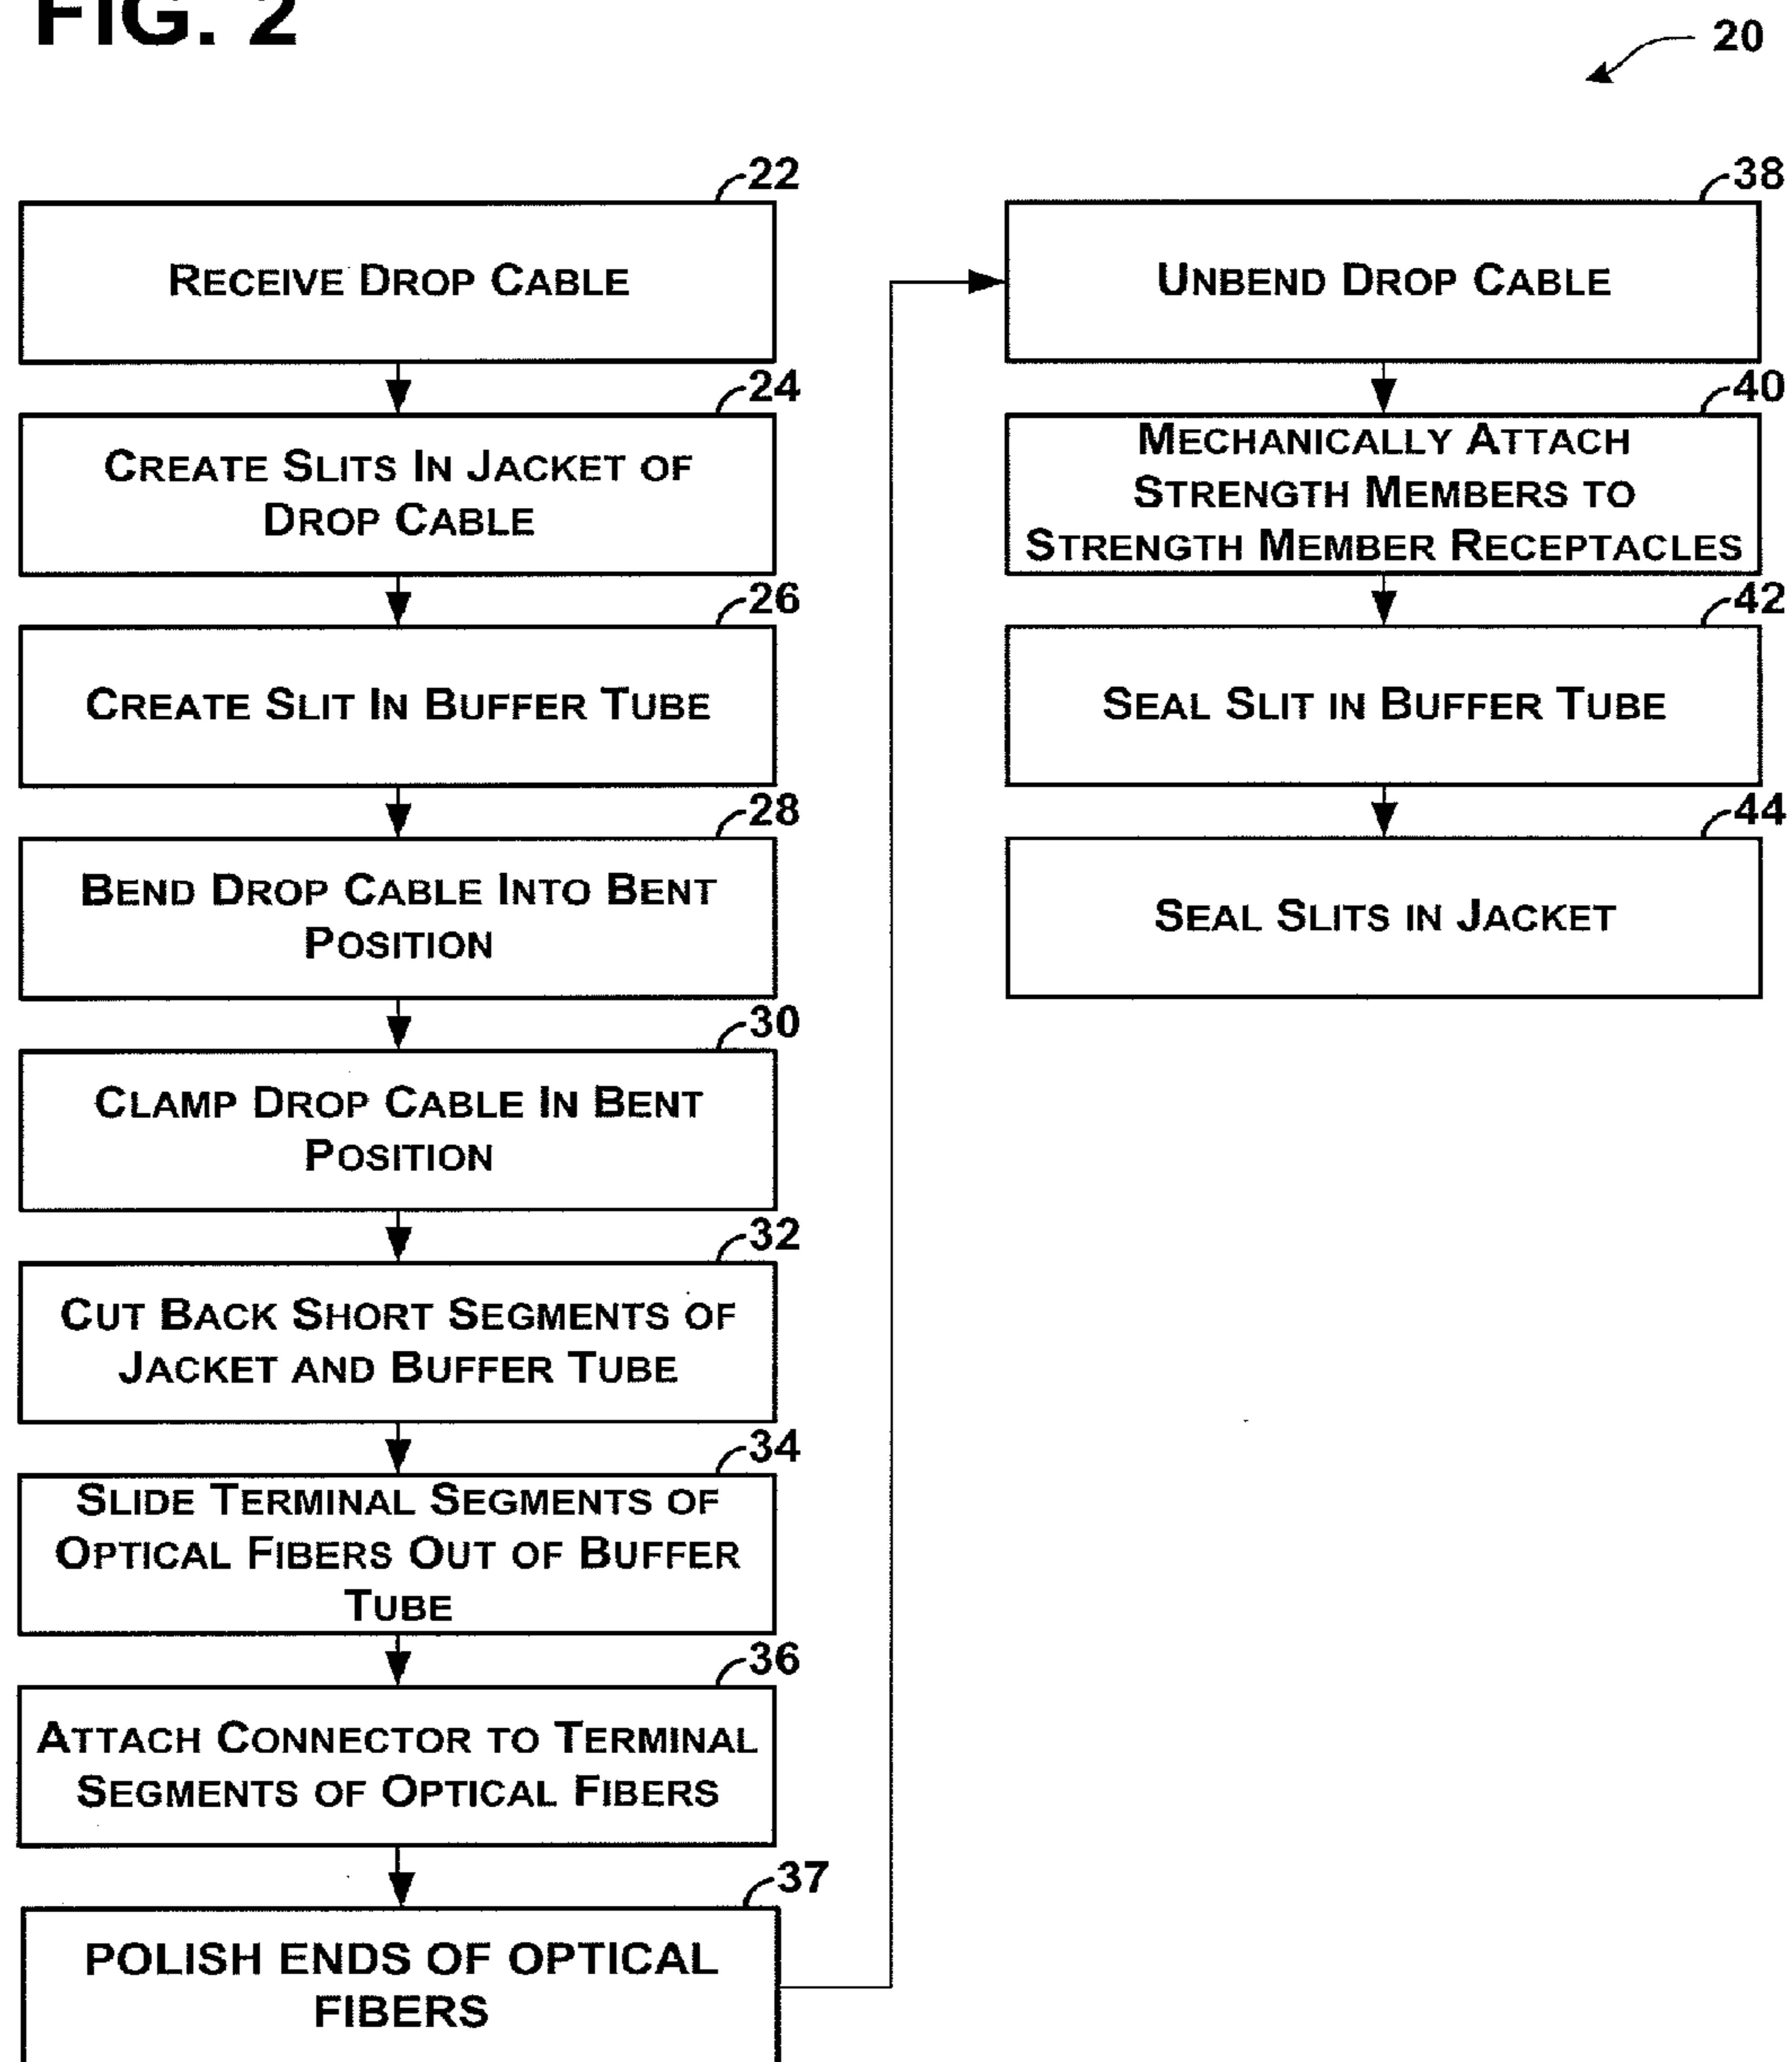 FIG. 2
20
22
RECEIVE DROP CABLE
24
CREATE SLITS IN JACKET OF
DROP CABLE
26
CREATE SLIT IN BUFFER TUBE
28
BEND DROP CABLE INTO BENT
POSITION
30
CLAMP DROP CABLE IN BENT
POSITION
32
CUT BACK SHORT SEGMENTS OF
JACKET AND BUFFER TUBE
34
SLIDE TERMINAL SEGMENTS OF
OPTICAL FIBERS OUT OF BUFFER
TUBE
36
ATTACH CONNECTOR TO TERMINAL
SEGMENTS OF OPTICAL FIBERS
37
POLISH ENDS OF OPTICAL
FIBERS
38
UNBEND DROP CABLE
40
MECHANICALLY ATTACH
STRENGTH MEMBERS TO
STRENGTH MEMBER RECEPTACLES
42
SEAL SLIT IN BUFFER TUBE
44
SEAL SLITS IN JACKET